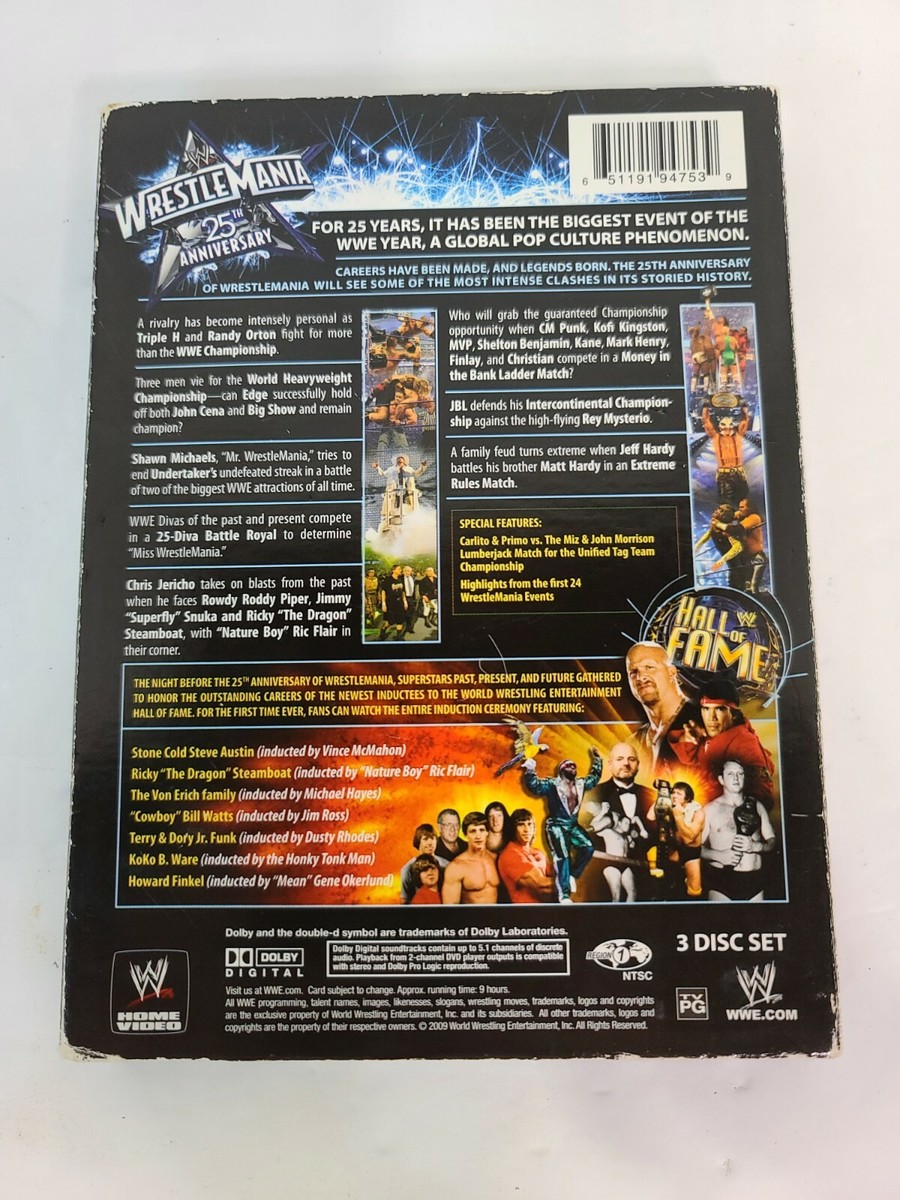 W
WRESTLEMANIA
25TH
ANNIVERSARY
6 51191 94753 9
FOR 25 YEARS, IT HAS BEEN THE BIGGEST EVENT OF THE
WWE YEAR, A GLOBAL POP CULTURE PHENOMENON.
CAREERS HAVE BEEN MADE, AND LEGENDS BORN. THE 25TH ANNIVERSARY
OF WRESTLEMANIA WILL SEE SOME OF THE MOST INTENSE CLASHES IN ITS STORIED HISTORY.
A rivalry has become intensely personal as
Triple H and Randy Orton fight for more
than the WWE Championship.
Three men vie for the World Heavyweight
Championship—can Edge successfully hold
off both John Cena and Big Show and remain
champion?
Shawn Michaels, "Mr. WrestleMania," tries to
end Undertaker's undefeated streak in a battle
of two of the biggest WWE attractions of all time.
WWE Divas of the past and present compete
in a 25-Diva Battle Royal to determine
"Miss WrestleMania."
Chris Jericho takes on blasts from the past
when he faces Rowdy Roddy Piper, Jimmy
"Superfly" Snuka and Ricky "The Dragon"
Steamboat, with "Nature Boy" Ric Flair in
their corner.
Who will grab the guaranteed Championship
opportunity when CM Punk, Kofi Kingston,
MVP, Shelton Benjamin, Kane, Mark Henry,
Finlay, and Christian compete in a Money in
the Bank Ladder Match?
JBL defends his Intercontinental Champion-
ship against the high-flying Rey Mysterio.
A family feud turns extreme when Jeff Hardy
battles his brother Matt Hardy in an Extreme
Rules Match.
SPECIAL FEATURES:
Carlito & Primo vs. The Miz & John Morrison
Lumberjack Match for the Unified Tag Team
Championship
Highlights from the first 24
WrestleMania Events
W
HALL
OF
FAME
THE NIGHT BEFORE THE 25TH ANNIVERSARY OF WRESTLEMANIA, SUPERSTARS PAST, PRESENT, AND FUTURE GATHERED
TO HONOR THE OUTSTANDING CAREERS OF THE NEWEST INDUCTEES TO THE WORLD WRESTLING ENTERTAINMENT
HALL OF FAME. FOR THE FIRST TIME EVER, FANS CAN WATCH THE ENTIRE INDUCTION CEREMONY FEATURING:
Stone Cold Steve Austin (inducted by Vince McMahon)
Ricky "The Dragon" Steamboat (inducted by "Nature Boy" Ric Flair)
The Von Erich family (inducted by Michael Hayes)
"Cowboy" Bill Watts (inducted by Jim Ross)
Terry & Dory Jr. Funk (inducted by Dusty Rhodes)
KoKo B. Ware (inducted by the Honky Tonk Man)
Howard Finkel (inducted by "Mean" Gene Okerlund)
Dolby and the double-d symbol are trademarks of Dolby Laboratories.
DOLBY
DIGITAL
Dolby Digital soundtracks contain up to 5.1 channels of discrete
audio. Playback from 2-channel DVD player outputs is compatible
with stereo and Dolby Pro Logic reproduction.
REGION 1
NTSC
3 DISC SET
W
HOME
VIDEO
Visit us at WWE.com. Card subject to change. Approx. running time: 9 hours.
All WWE programming, talent names, images, likenesses, slogans, wrestling moves, trademarks, logos and copyrights
are the exclusive property of World Wrestling Entertainment, Inc. and its subsidiaries. All other trademarks, logos and
copyrights are the property of their respective owners. © 2009 World Wrestling Entertainment, Inc. All Rights Reserved.
TV
PG
W
WWE.COM